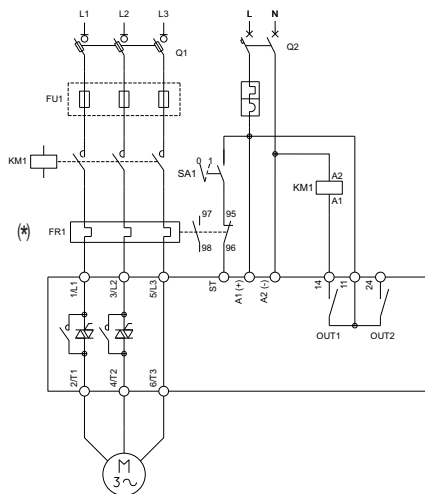 L1 L2 L3 L N
Q1 Q2
FU1
0 1
SA1
A2
KM1 KM1
A1
97 95
(*) FR1
98 96
1/L1 3/L2 5/L3 ST A1 (+) A2 (-) 14 11 24
OUT1 OUT2
2/T1 4/T2 6/T3
M
3~